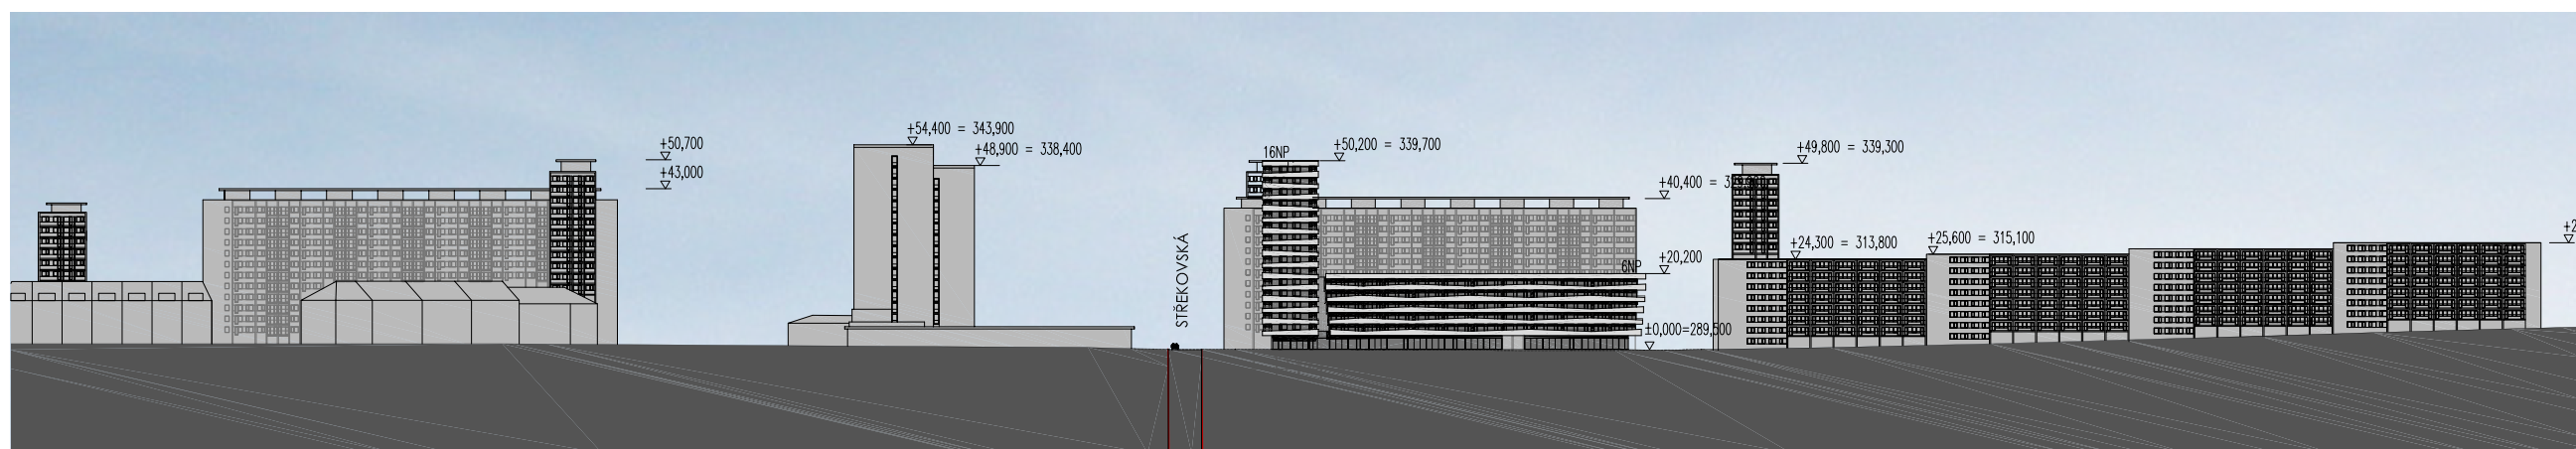 +50,700
+43,000
+54,400 = 343,900
+48,900 = 338,400
STŘEKOVSKÁ
16NP
+50,200 = 339,700
+40,400 =
6NP
+20,200
±0,000=289,500
+49,800 = 339,300
+24,300 = 313,800
+25,600 = 315,100